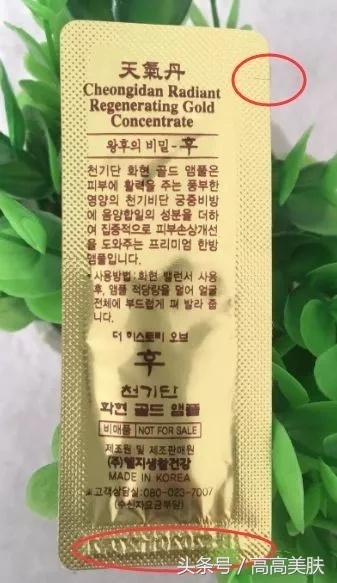 天氣丹
Cheongidan Radiant
Regenerating Gold
Concentrate
왕후의 비밀-후
천기단 화현 골드 앰플은
피부에 활력을 주는 풍부한
영양의 천기비단 궁중비방
에 음양합일의 성분을 더하
여 집중적으로 피부손상개선
을 도와주는 프리미엄 한방
앰플입니다.
•사용방법:화현 밸런서 사용
후, 앰플 적당량을 덜어 얼굴
전체에 부드럽게 펴 발라 줍
니다.
더 히스토리 오브
후
천기단
화현 골드 앰플
비매품 NOT FOR SALE
제조원 및 제조판매원
(주)엘지생활건강
MADE IN KOREA
※고객상담실:080-023-7007
(수신자요금부담)
头条号/高高美肤